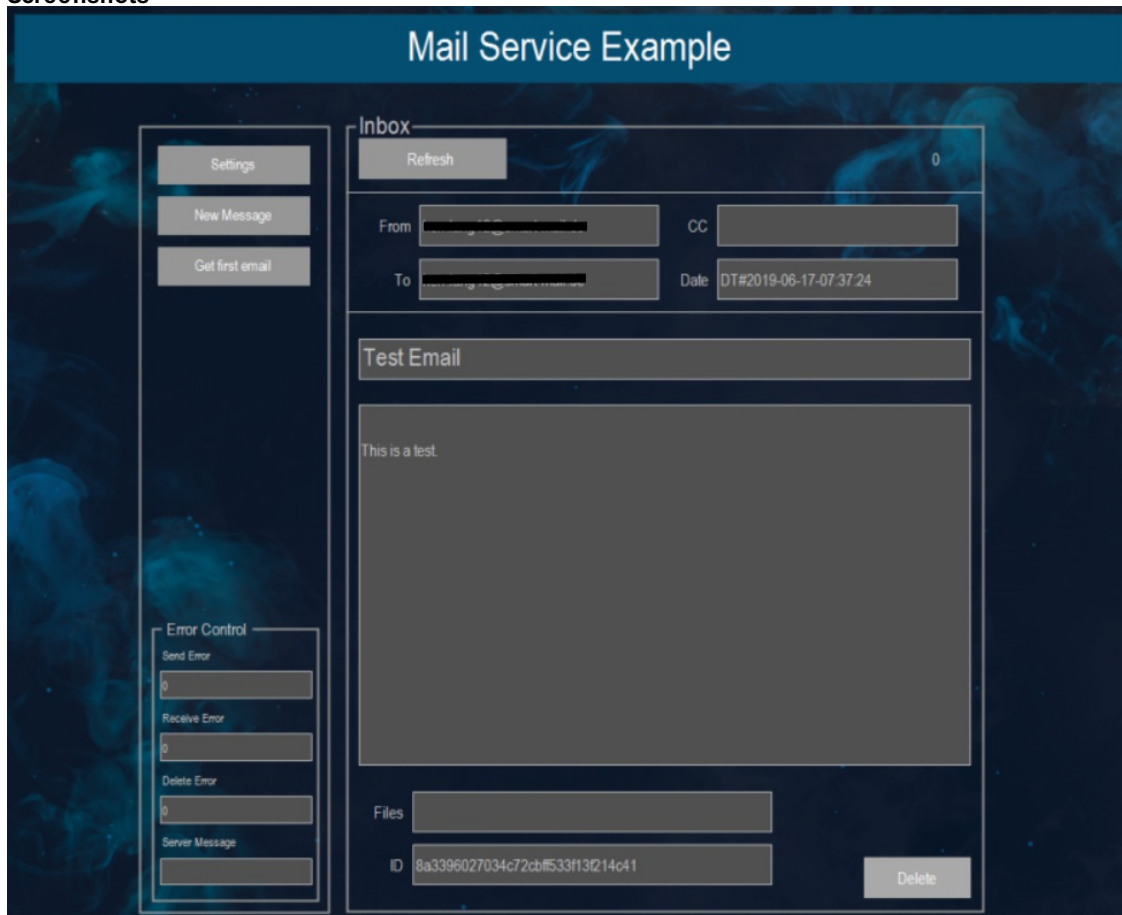 Screenshots
Mail Service Example
Inbox
Settings
Refresh
0
New Message
From
CC
Get first email
To
Date DT#2019-06-17-07:37:24
Test Email
This is a test.
Error Control
Send Error
0
Receive Error
0
Delete Error
0
Files
Server Message
ID 8a3396027034c72cbff533f13f214c41
Delete